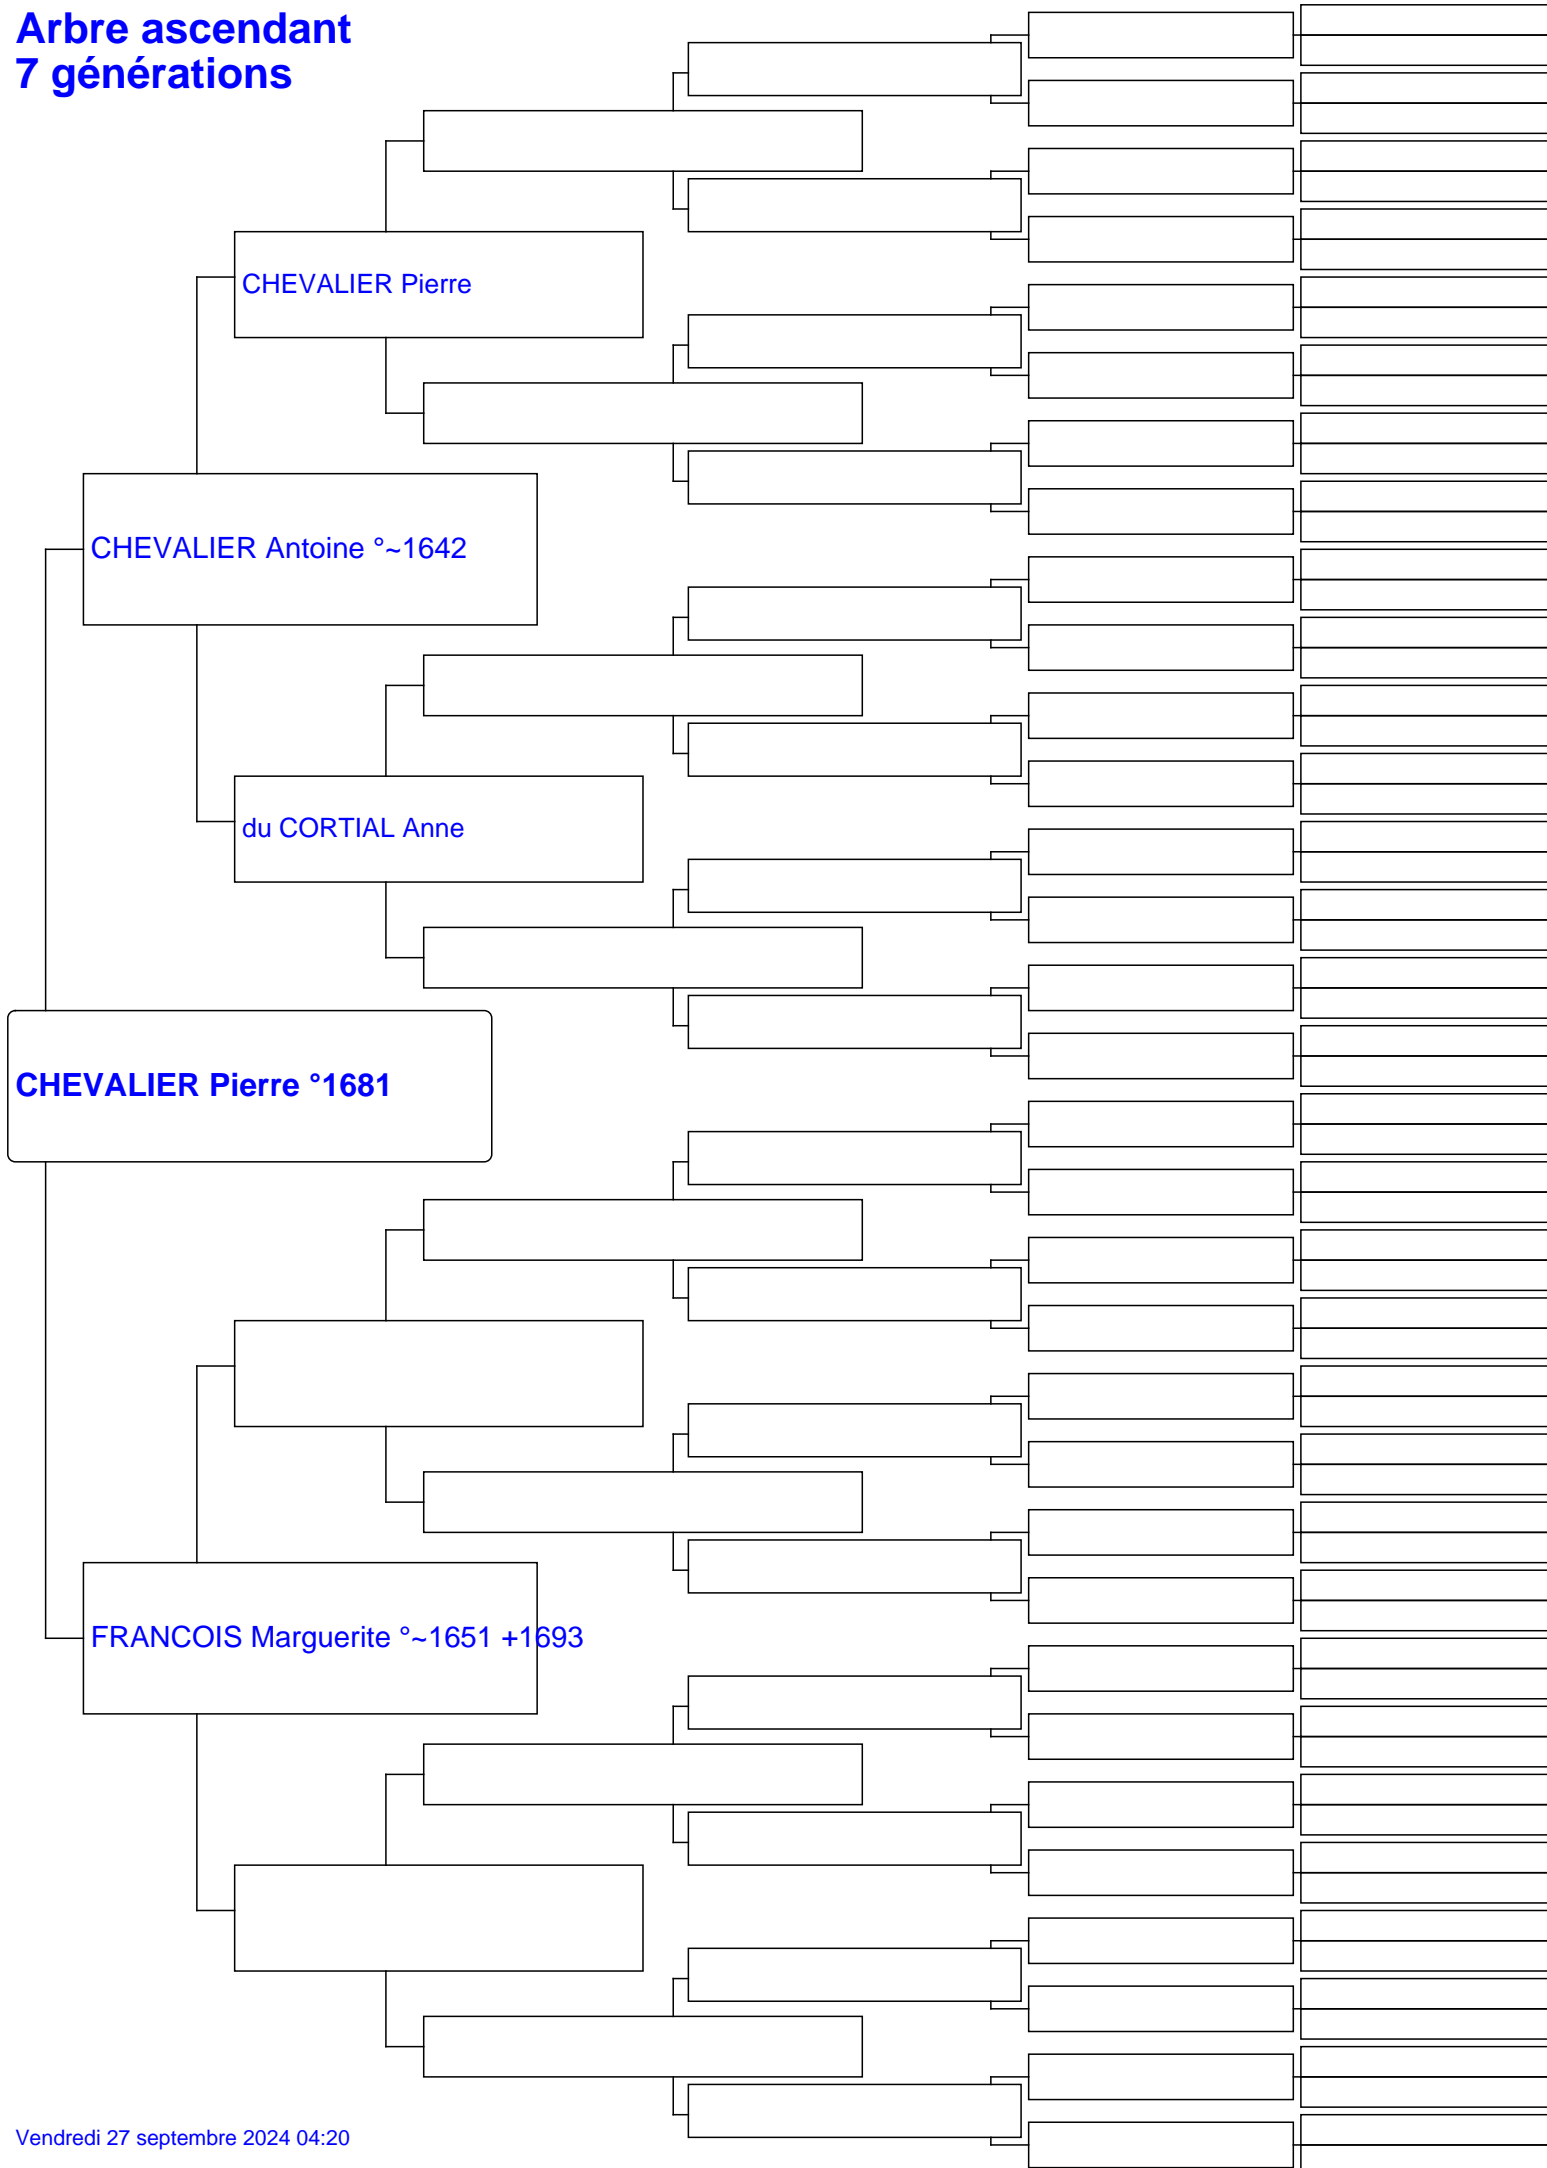 Arbre ascendant
7 générations
CHEVALIER Pierre
CHEVALIER Antoine °~1642
du CORTIAL Anne
CHEVALIER Pierre °1681
FRANCOIS Marguerite °~1651 +1693
Vendredi 27 septembre 2024 04:20